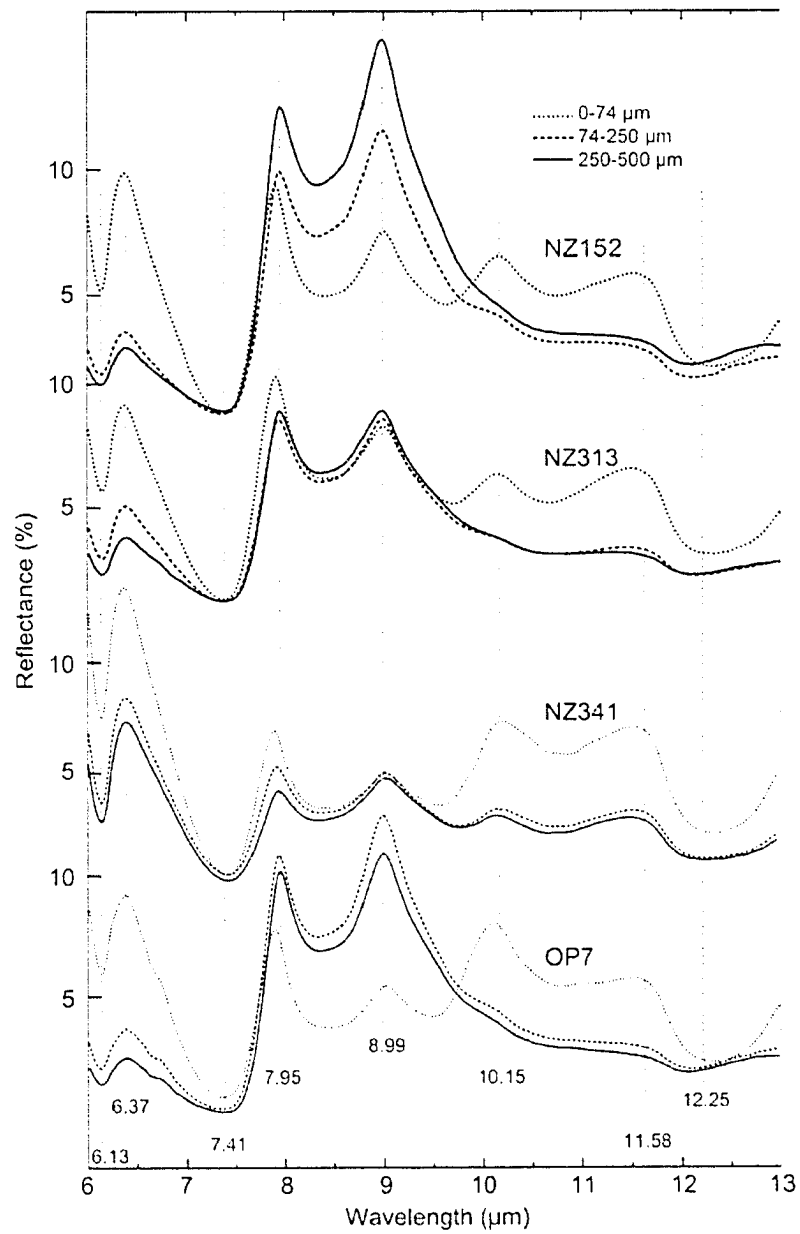 0-74 µm
74-250 µm
250-500 µm
10
NZ152
5
10
NZ313
5
Reflectance (%)
10
NZ341
5
10
OP7
5
8.99
7.95
10.15
6.37
12.25
7.41
11.58
6.13
6 7 8 9 10 11 12 13
Wavelength (µm)